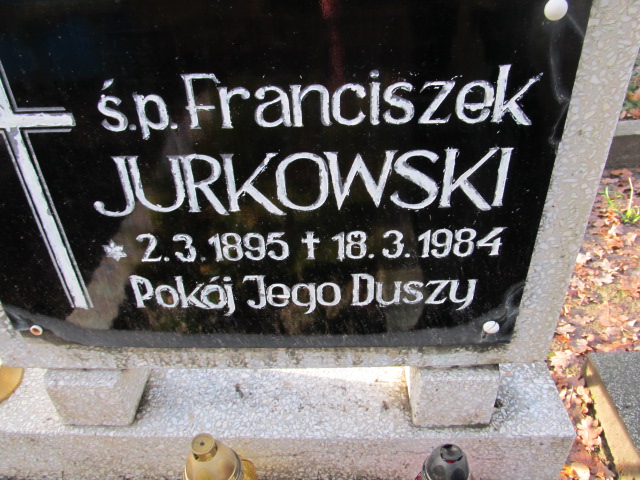 ś.p. Franciszek
JURKOWSKI
* 2.3.1895 † 18.3.1984
Pokój Jego Duszy